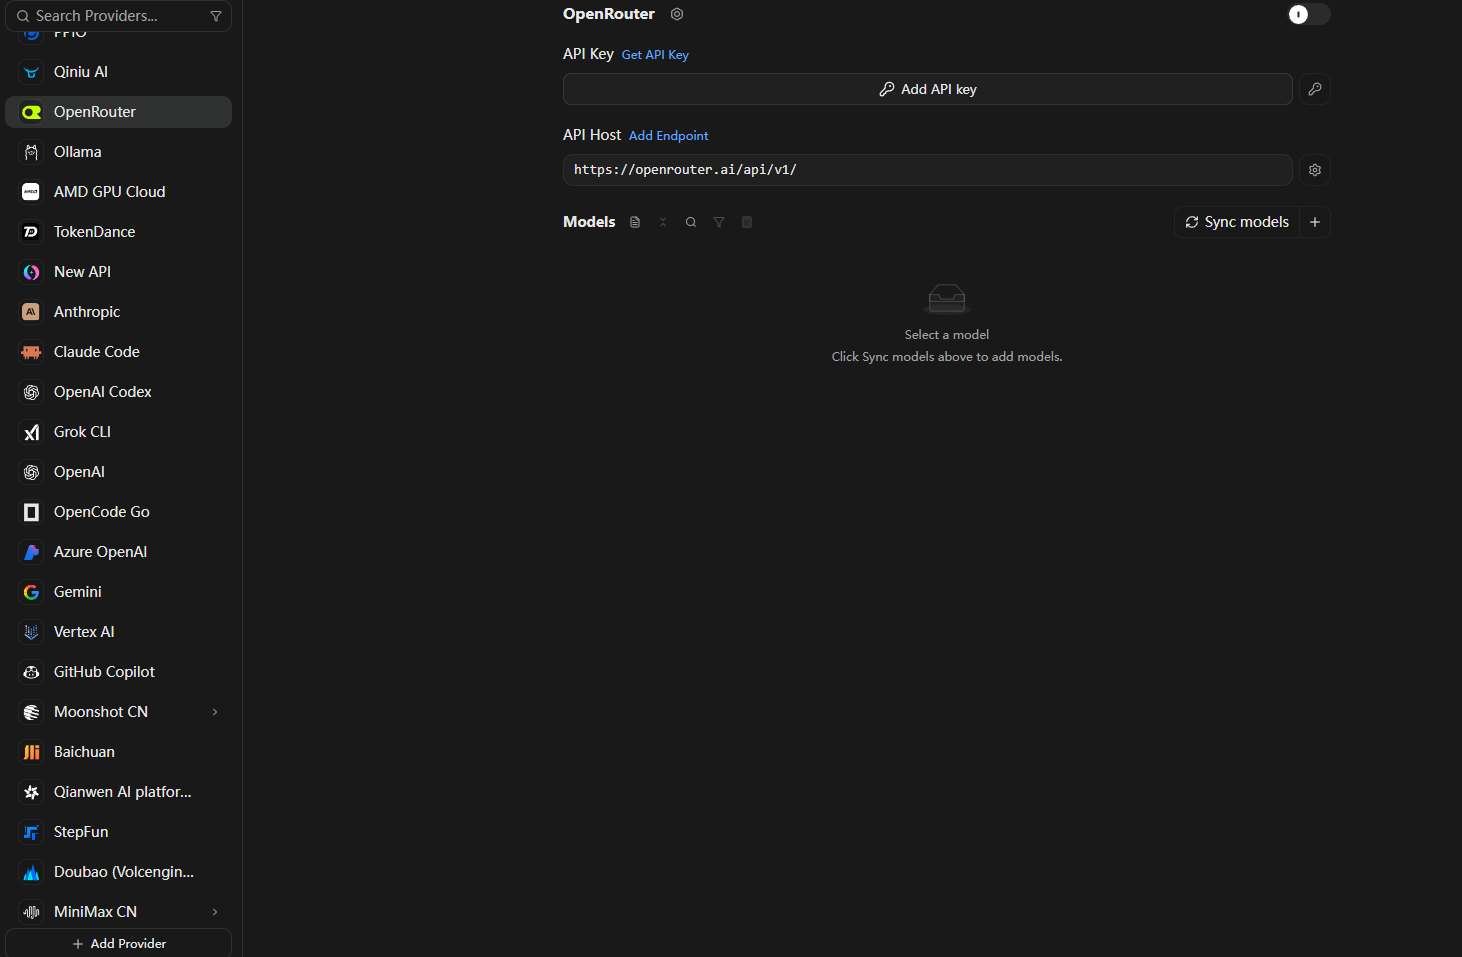 Search Providers...
PPIO
Qiniu AI
OpenRouter
Ollama
AMD GPU Cloud
TokenDance
New API
Anthropic
Claude Code
OpenAI Codex
Grok CLI
OpenAI
OpenCode Go
Azure OpenAI
Gemini
Vertex AI
GitHub Copilot
Moonshot CN
Baichuan
Qianwen AI platfor...
StepFun
Doubao (Volcengin...
MiniMax CN
Add Provider
OpenRouter
API Key Get API Key
Add API key
API Host Add Endpoint
https://openrouter.ai/api/v1/
Models
Sync models
Select a model
Click Sync models above to add models.